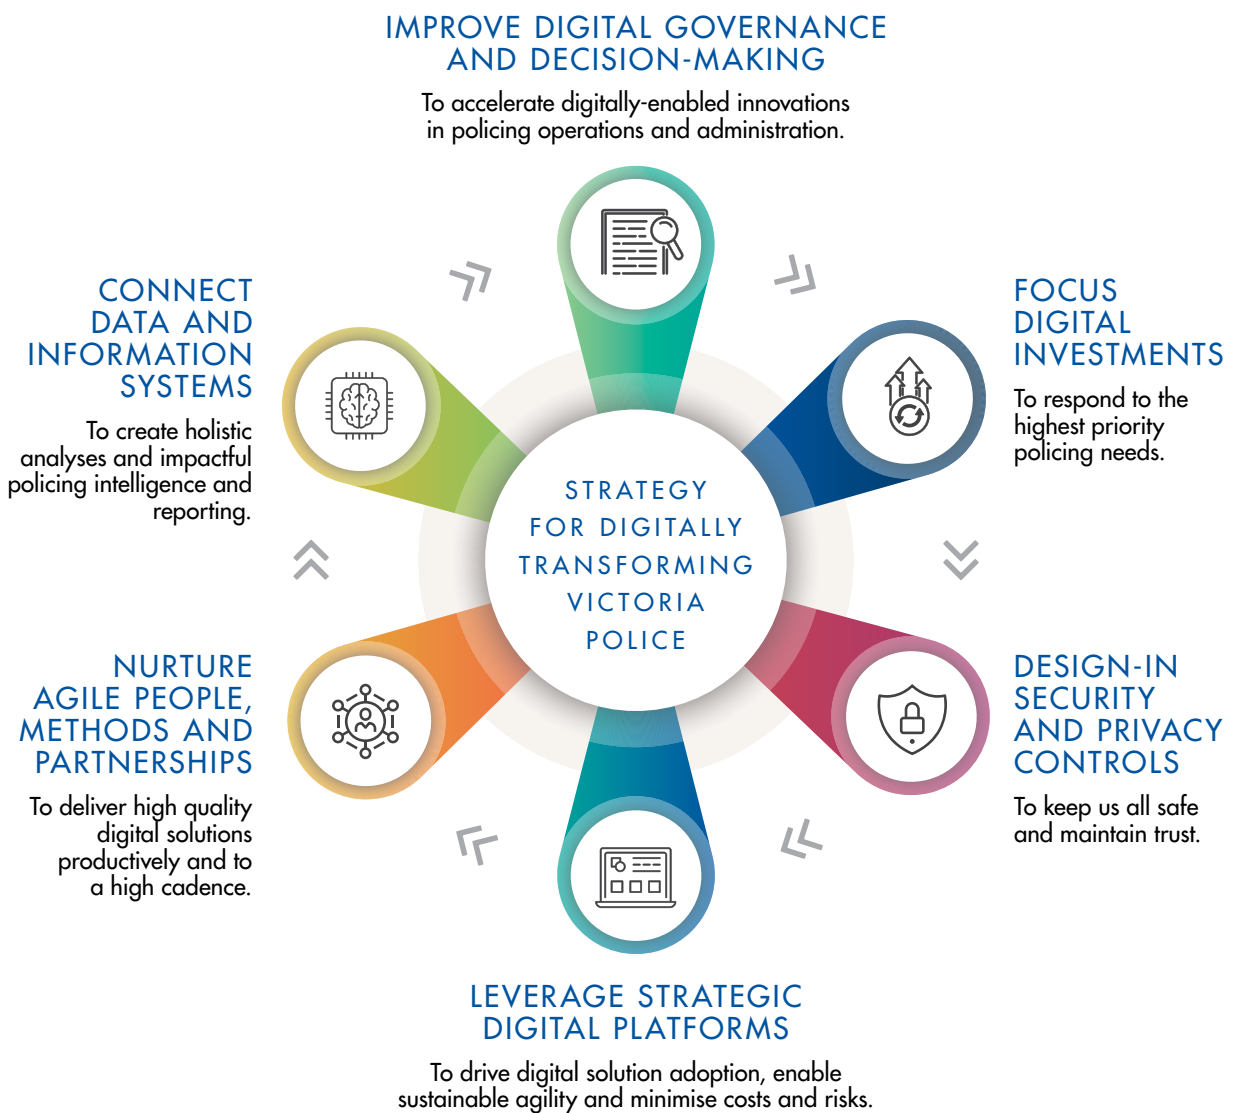 IMPROVE DIGITAL GOVERNANCE
AND DECISION-MAKING
To accelerate digitally-enabled innovations
in policing operations and administration.
FOCUS
DIGITAL
INVESTMENTS
To respond to the
highest priority
policing needs.
DESIGN-IN
SECURITY
AND PRIVACY
CONTROLS
To keep us all safe
and maintain trust.
LEVERAGE STRATEGIC
DIGITAL PLATFORMS
To drive digital solution adoption, enable
sustainable agility and minimise costs and risks.
NURTURE
AGILE PEOPLE,
METHODS AND
PARTNERSHIPS
To deliver high quality
digital solutions
productively and to
a high cadence.
CONNECT
DATA AND
INFORMATION
SYSTEMS
To create holistic
analyses and impactful
policing intelligence and
reporting.
STRATEGY
FOR DIGITALLY
TRANSFORMING
VICTORIA
POLICE